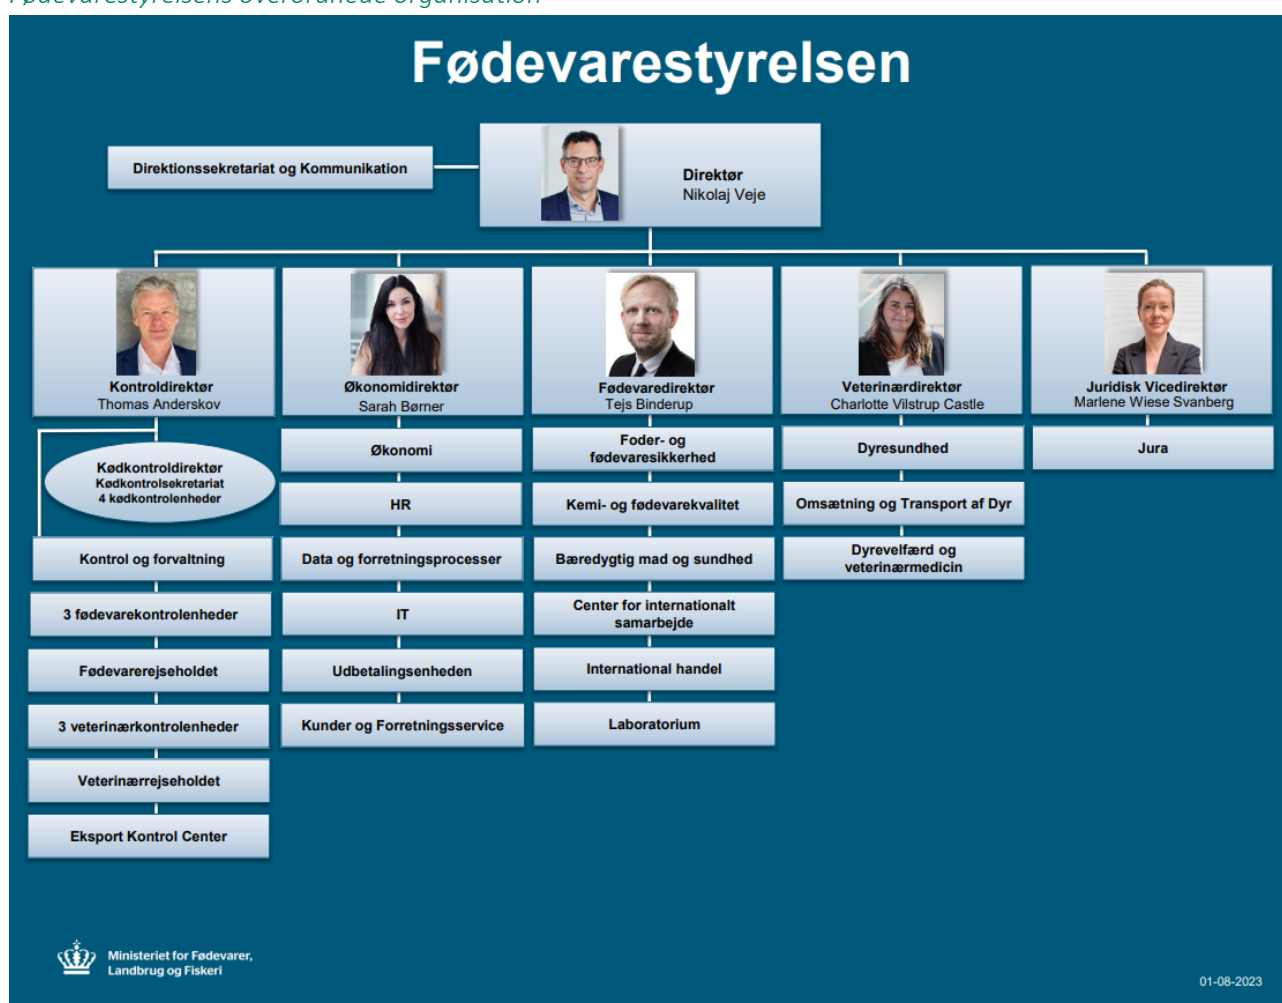 Fødevarestyrelsens overordnede organisation
Fødevarestyrelsen
Direktionssekretariat og Kommunikation
Direktør
Nikolaj Veje
Kontroldirektør
Thomas Anderskov
Økonomidirektør
Sarah Børner
Fødevaredirektør
Tejs Binderup
Veterinærdirektør
Charlotte Vilstrup Castle
Juridisk Vicedirektør
Marlene Wiese Svanberg
Kødkontroldirektør
Kødkontrolsekretariat
4 kødkontrolenheder
Kontrol og forvaltning
3 fødevarekontrolenheder
Fødevarerejseholdet
3 veterinærkontrolenheder
Veterinærrejseholdet
Eksport Kontrol Center
Økonomi
HR
Data og forretningsprocesser
IT
Udbetalingsenheden
Kunder og Forretningsservice
Foder- og
fødevaresikkerhed
Kemi- og fødevarekvalitet
Bæredygtig mad og sundhed
Center for internationalt
samarbejde
International handel
Laboratorium
Dyresundhed
Omsætning og Transport af Dyr
Dyrevelfærd og
veterinærmedicin
Jura
Ministeriet for Fødevarer,
Landbrug og Fiskeri
01-08-2023